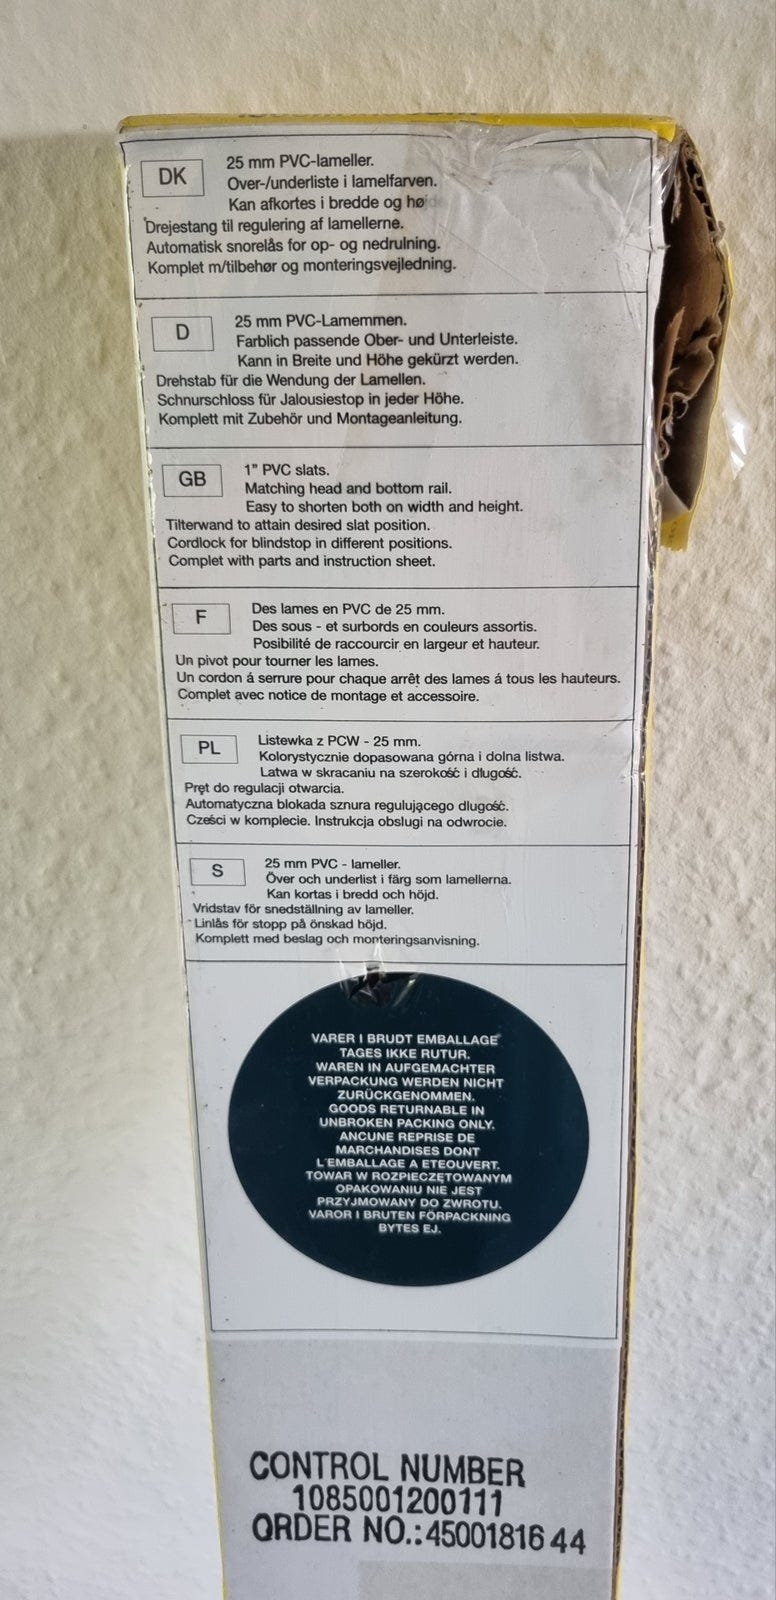 DK
25 mm PVC-lameller.
Over-/underliste i lamelfarven.
Kan afkortes i bredde og højde
Drejestang til regulering af lamellerne.
Automatisk snorelås for op- og nedrulning.
Komplet m/tilbehør og monteringsvejledning.
D
25 mm PVC-Lamemmen.
Farblich passende Ober- und Unterleiste.
Kann in Breite und Höhe gekürzt werden.
Drehstab für die Wendung der Lamellen.
Schnurschloss für Jalousiestop in jeder Höhe.
Komplett mit Zubehör und Montageanleitung.
GB
1" PVC slats.
Matching head and bottom rail.
Easy to shorten both on width and height.
Tilterwand to attain desired slat position.
Cordlock for blindstop in different positions.
Complet with parts and instruction sheet.
F
Des lames en PVC de 25 mm.
Des sous - et surbords en couleurs assortis.
Posibilité de raccourcir en largeur et hauteur.
Un pivot pour tourner les lames.
Un cordon á serrure pour chaque arrêt des lames á tous les hauteurs.
Complet avec notice de montage et accessoire.
PL
Listewka z PCW - 25 mm.
Kolorystycznie dopasowana górna i dolna listwa.
Latwa w skracaniu na szerokość i dlugość.
Pręt do regulacji otwarcia.
Automatyczna blokada sznura regulującego dlugość.
Cześci w komplecie. Instrukcja obslugi na odwrocie.
S
25 mm PVC - lameller.
Över och underlist i färg som lamellerna.
Kan kortas i bredd och höjd.
Vridstav för snedställning av lameller.
Linlås för stopp på önskad höjd.
Komplett med beslag och monteringsanvisning.
VARER I BRUDT EMBALLAGE
TAGES IKKE RUTUR.
WAREN IN AUFGEMACHTER
VERPACKUNG WERDEN NICHT
ZURÜCKGENOMMEN.
GOODS RETURNABLE IN
UNBROKEN PACKING ONLY.
ANCUNE REPRISE DE
MARCHANDISES DONT
L'EMBALLAGE A ETEOUVERT.
TOWAR W ROZPIECZĘTOWANYM
OPAKOWANIU NIE JEST
PRZYJMOWANY DO ZWROTU.
VAROR I BRUTEN FÖRPACKNING
BYTES EJ.
CONTROL NUMBER
1085001200111
ORDER NO.:4500181644